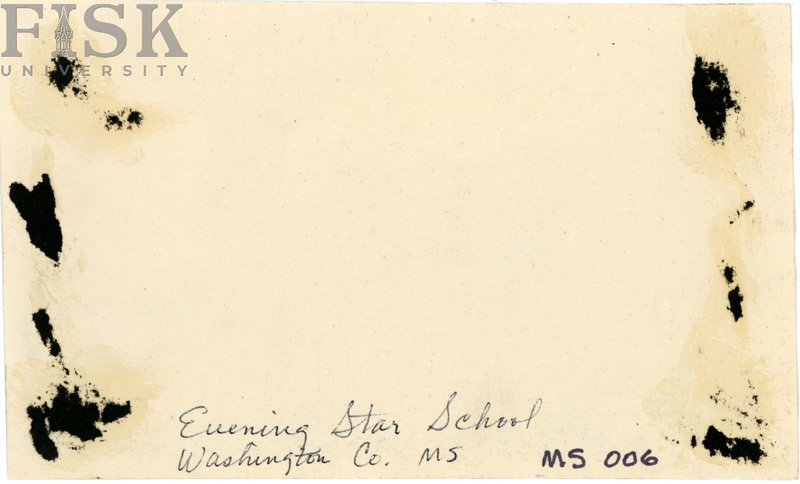 FISK
UNIVERSITY
Evening Star School
Washington Co. MS
MS 006